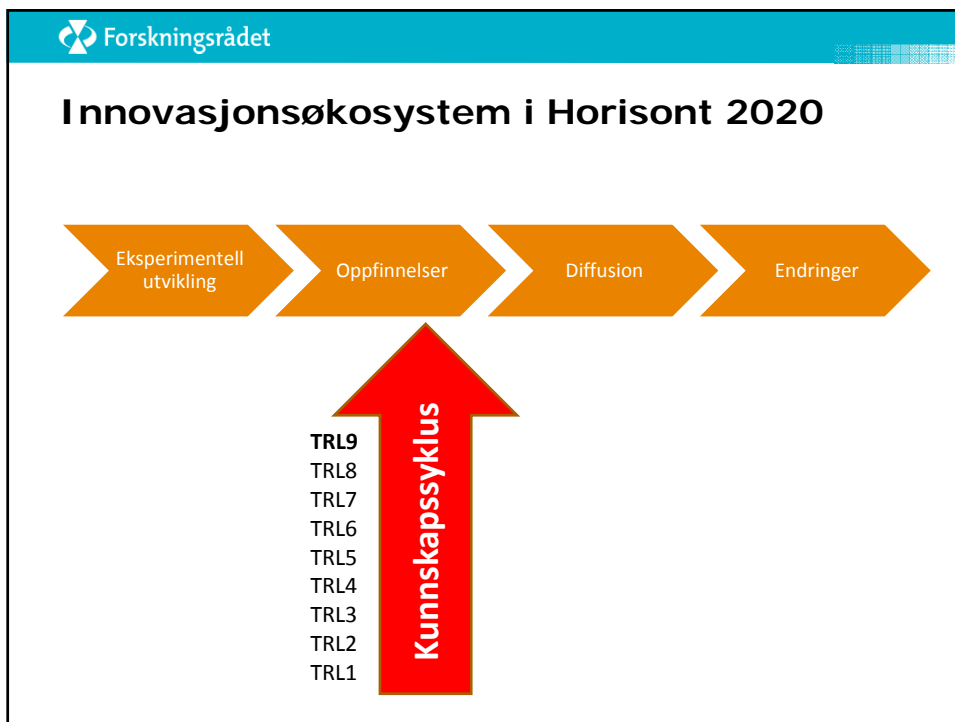 Forskningsrådet
Innovasjonsøkosystem i Horisont 2020
Eksperimentell
utvikling
Oppfinnelser
Diffusion
Endringer
TRL9
TRL8
TRL7
TRL6
TRL5
TRL4
TRL3
TRL2
TRL1
Kunnskapssyklus